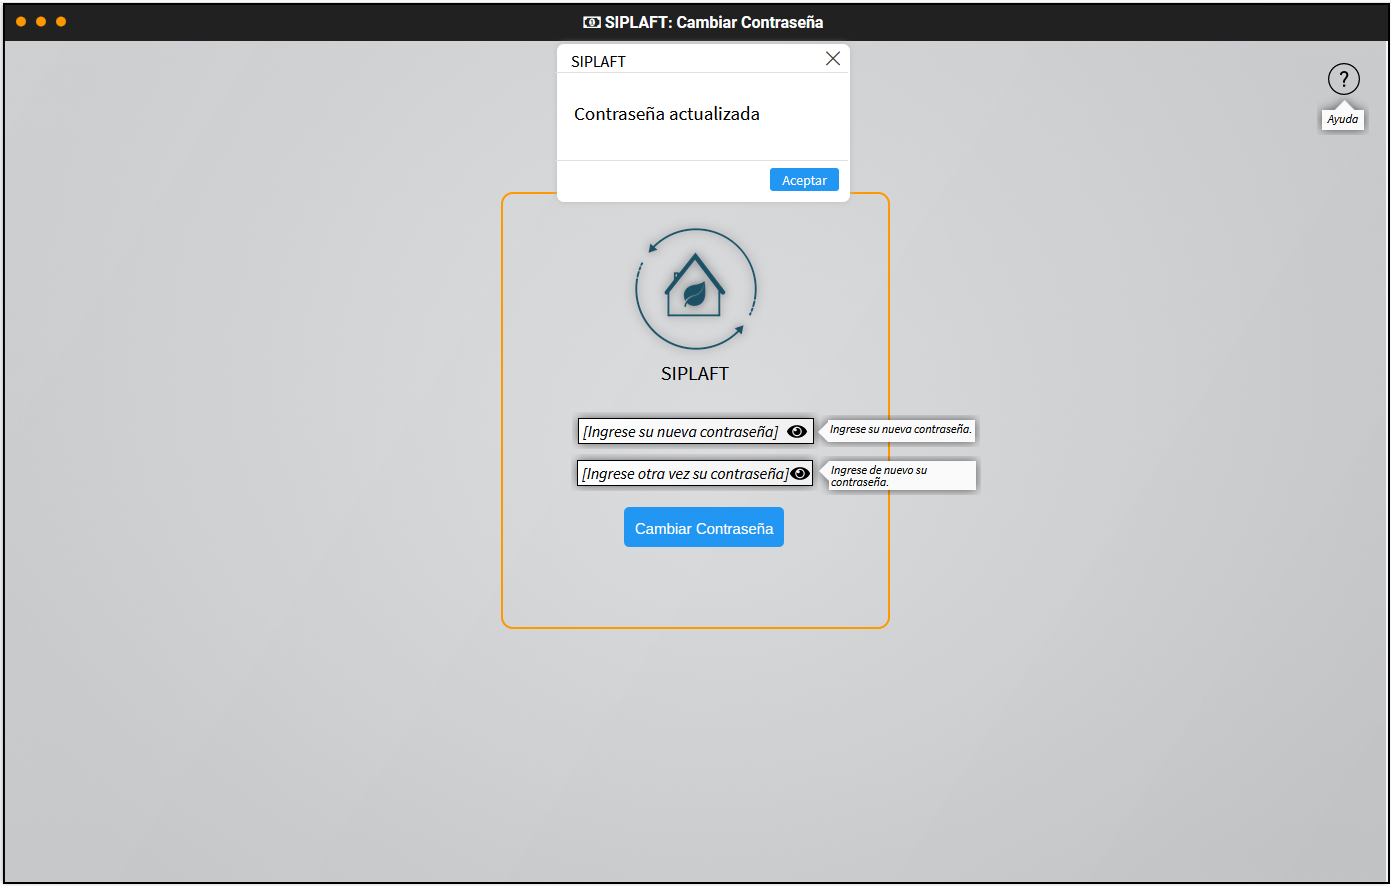 SIPLAFT: Cambiar Contraseña
SIPLAFT
Contraseña actualizada
Aceptar
?
Ayuda
SIPLAFT
[Ingrese su nueva contraseña]
Ingrese su nueva contraseña.
[Ingrese otra vez su contraseña]
Ingrese de nuevo su
contraseña.
Cambiar Contraseña